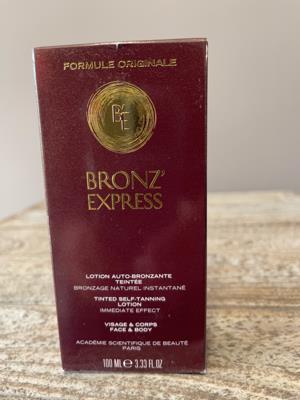 FORMULE ORIGINALE
BE
BRONZ'
EXPRESS
LOTION AUTO-BRONZANTE
TEINTÉE
BRONZAGE NATUREL INSTANTANÉ
TINTED SELF-TANNING
LOTION
IMMEDIATE EFFECT
VISAGE & CORPS
FACE & BODY
ACADÉMIE SCIENTIFIQUE DE BEAUTÉ
PARIS
100 ML ℮ 3.33 FL.OZ